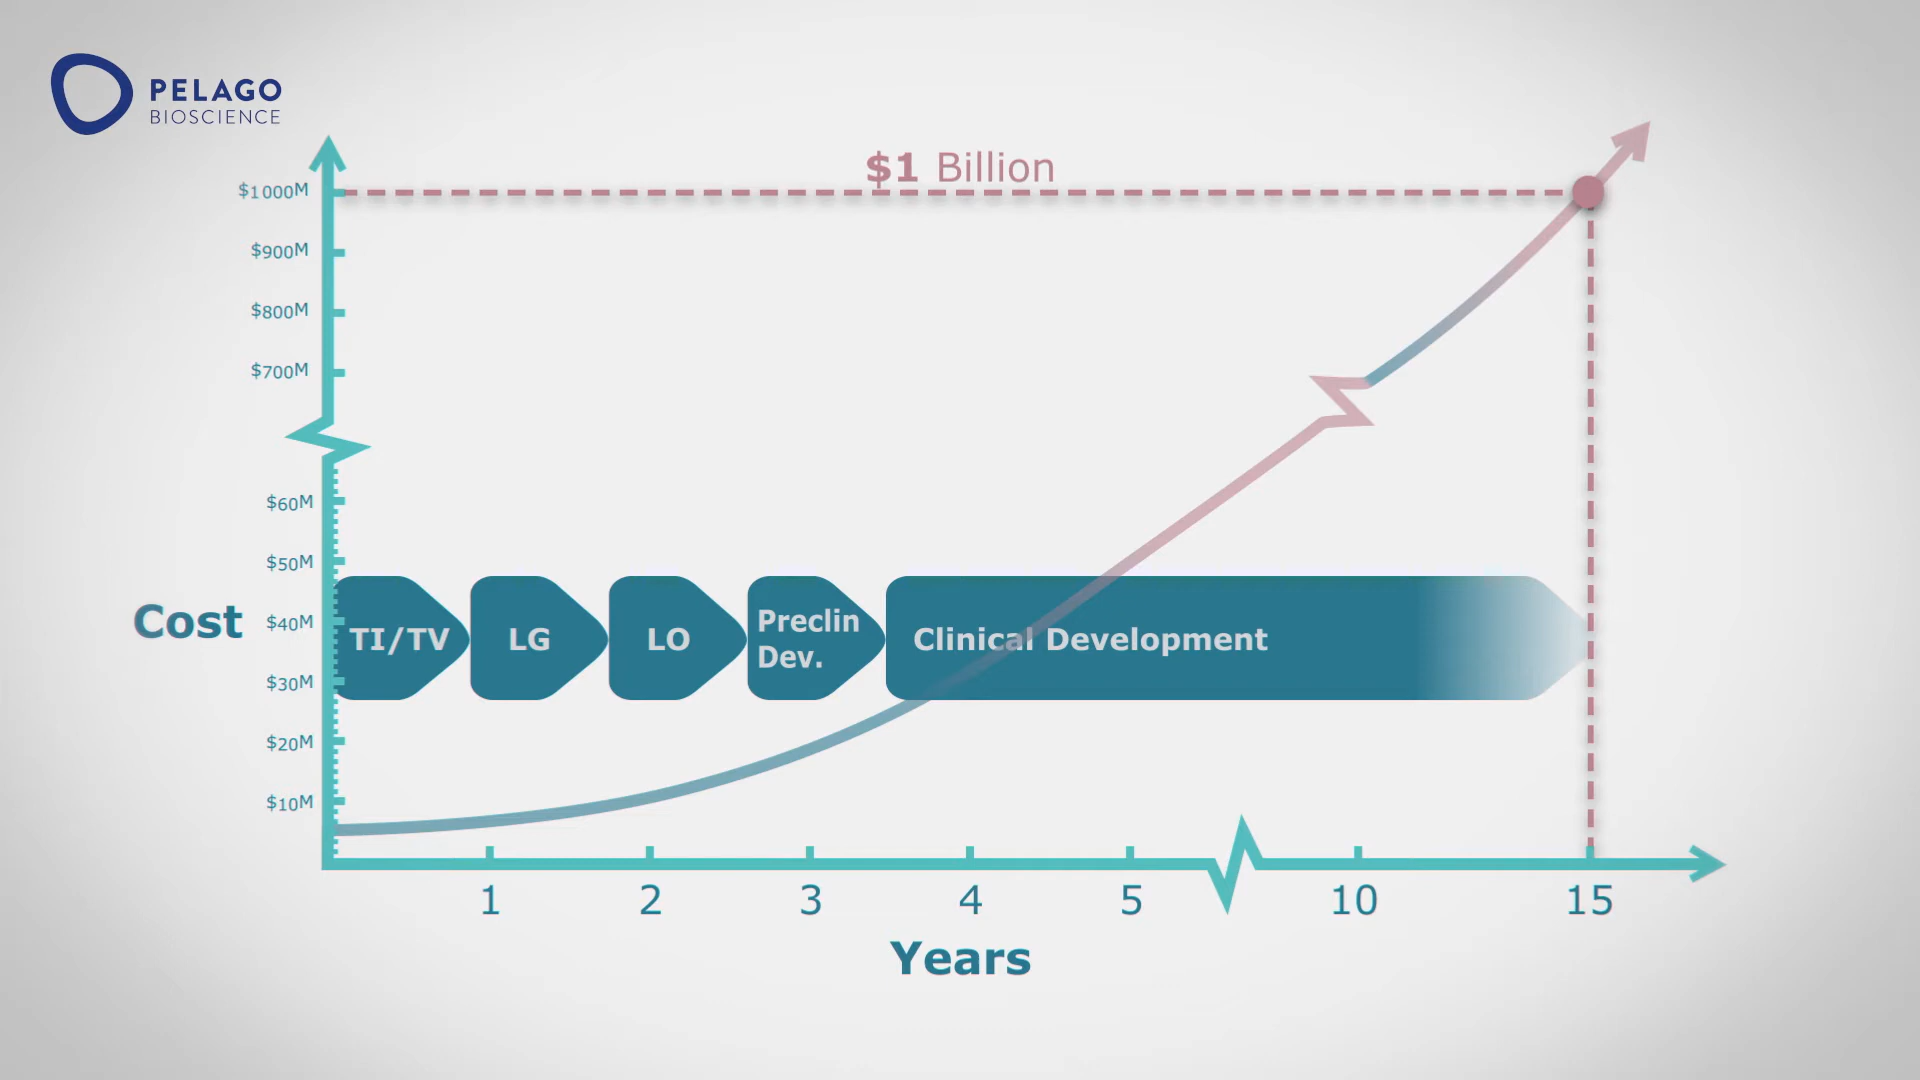 PELAGO
BIOSCIENCE
$1 Billion
$1000M
$900M
$800M
$700M
$60M
$50M
$40M
$30M
$20M
$10M
Cost
TI/TV
LG
LO
Preclin
Dev.
Clinical Development
1 2 3 4 5 10 15
Years